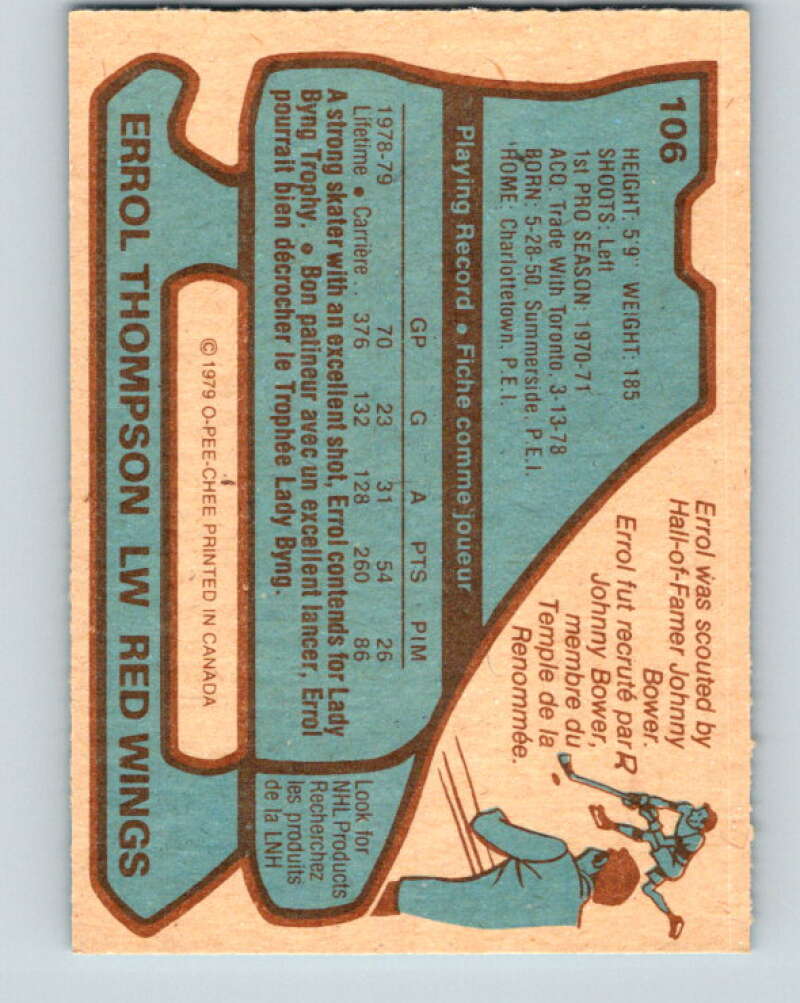 106
HEIGHT: 5'9" WEIGHT: 185
SHOOTS: Left
1st PRO SEASON: 1970-71
ACQ: Trade With Toronto, 3-13-78
BORN: 5-28-50, Summerside, P.E.I.
HOME: Charlottetown, P.E.I.
Errol was scouted by
Hall-of-Famer Johnny
Bower.
Errol fut recruté par
Johnny Bower,
membre du
Temple de la
Renommée.
R
Playing Record • Fiche comme joueur
GP G A PTS PIM
1978-79 70 23 31 54 26
Lifetime • Carrière .. 376 132 128 260 86
A strong skater with an excellent shot, Errol contends for Lady
Byng Trophy. • Bon patineur avec un excellent lancer, Errol
pourrait bien décrocher le Trophée Lady Byng.
Look for
NHL Products
Recherchez
les produits
de la LNH
© 1979 O-PEE-CHEE PRINTED IN CANADA
ERROL THOMPSON LW RED WINGS